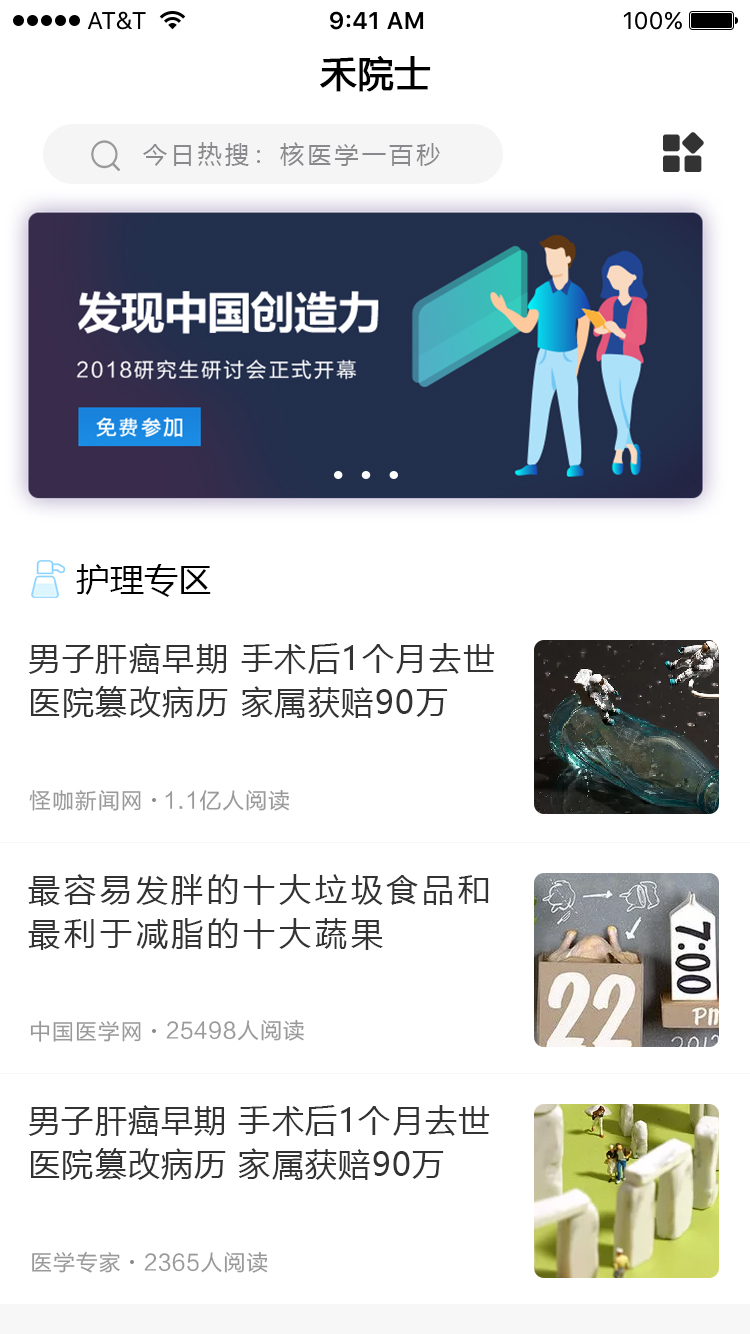 AT&T 9:41 AM 100%
禾院士
今日热搜：核医学一百秒
发现中国创造力
2018研究生研讨会正式开幕
免费参加
护理专区
男子肝癌早期 手术后1个月去世
医院篡改病历 家属获赔90万
怪咖新闻网·1.1亿人阅读
最容易发胖的十大垃圾食品和
最利于减脂的十大蔬果
中国医学网·25498人阅读
22
7:00
PM
2012
男子肝癌早期 手术后1个月去世
医院篡改病历 家属获赔90万
医学专家·2365人阅读